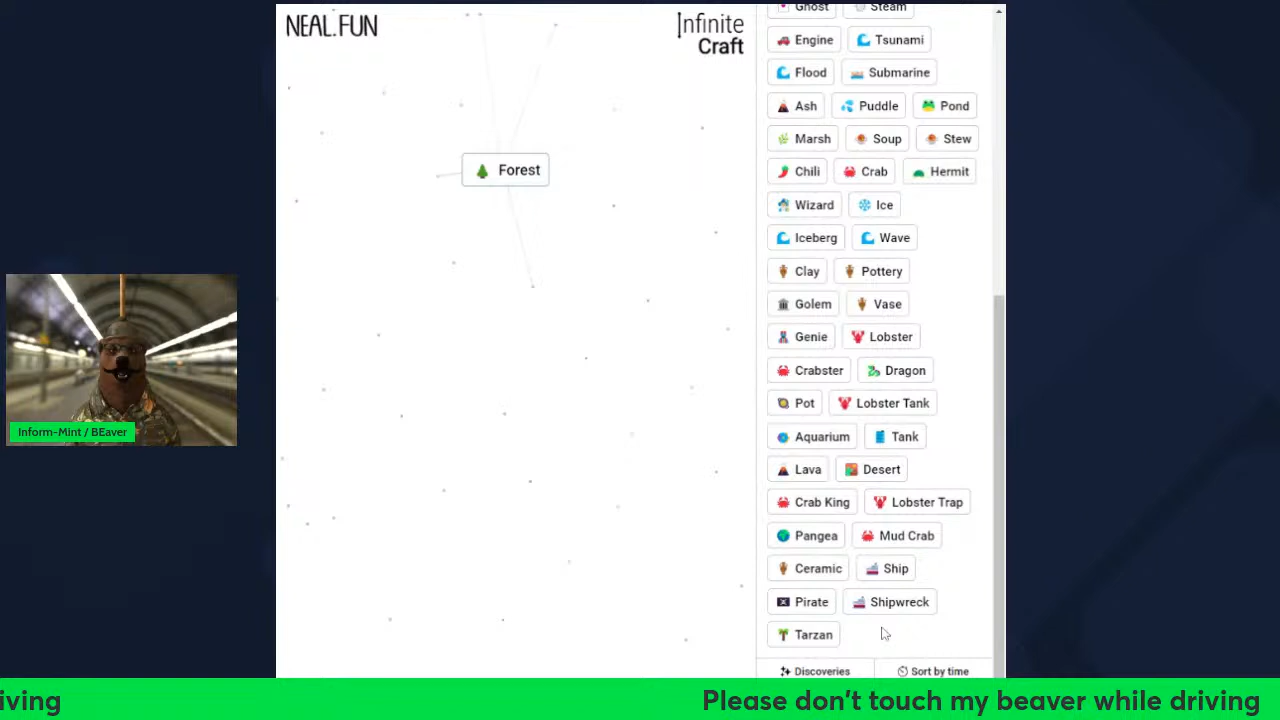 NEAL.FUN
Infinite
Craft
Ghost
Steam
Engine
Tsunami
Flood
Submarine
Ash
Puddle
Pond
Marsh
Soup
Stew
Chili
Crab
Hermit
Wizard
Ice
Iceberg
Wave
Clay
Pottery
Golem
Vase
Genie
Lobster
Crabster
Dragon
Pot
Lobster Tank
Aquarium
Tank
Lava
Desert
Crab King
Lobster Trap
Pangea
Mud Crab
Ceramic
Ship
Pirate
Shipwreck
Tarzan
Discoveries
Sort by time
Forest
Inform-Mint / BEaver
iving
Please don't touch my beaver while driving